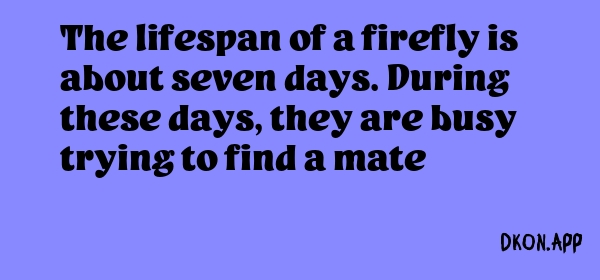 The lifespan of a firefly is
about seven days. During
these days, they are busy
trying to find a mate
DKON.APP